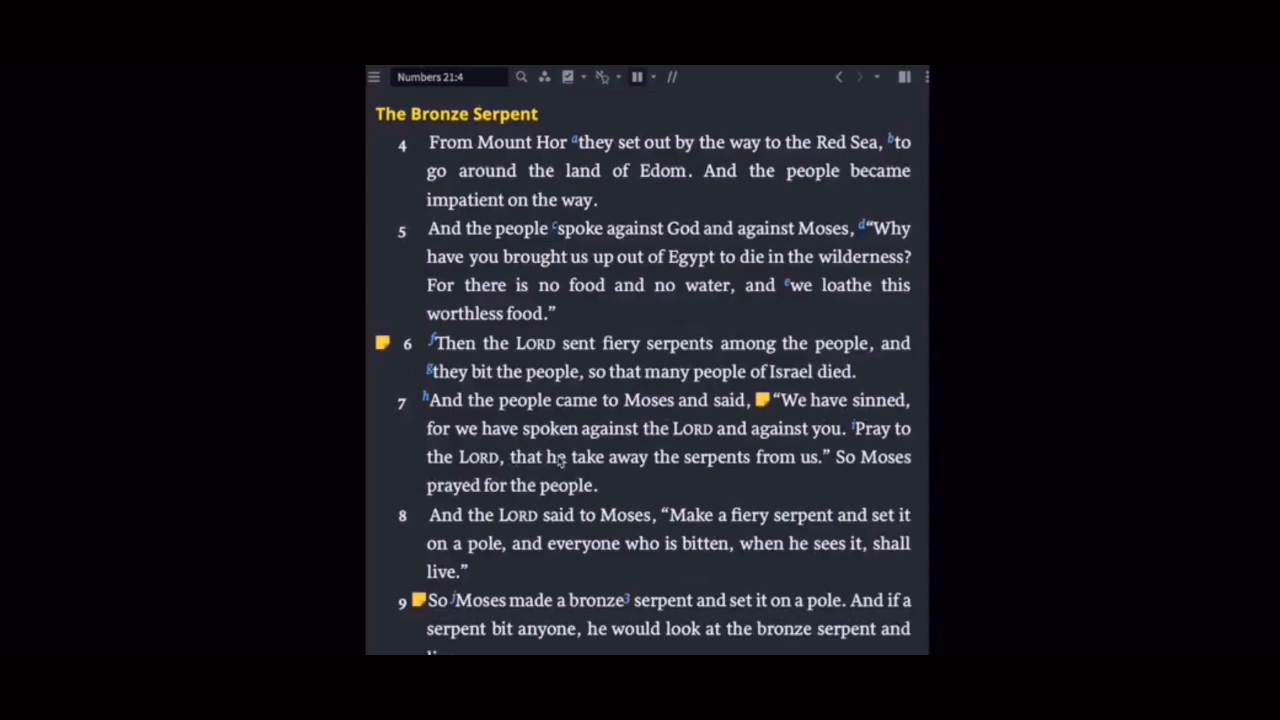 Numbers 21:4
The Bronze Serpent
4 From Mount Hor a they set out by the way to the Red Sea, b to
go around the land of Edom. And the people became
impatient on the way.
5 And the people c spoke against God and against Moses, d “Why
have you brought us up out of Egypt to die in the wilderness?
For there is no food and no water, and e we loathe this
worthless food.”
6 f Then the LORD sent fiery serpents among the people, and
g they bit the people, so that many people of Israel died.
7 h And the people came to Moses and said, “We have sinned,
for we have spoken against the LORD and against you. i Pray to
the LORD, that he take away the serpents from us.” So Moses
prayed for the people.
8 And the LORD said to Moses, “Make a fiery serpent and set it
on a pole, and everyone who is bitten, when he sees it, shall
live.”
9 So j Moses made a bronze3 serpent and set it on a pole. And if a
serpent bit anyone, he would look at the bronze serpent and